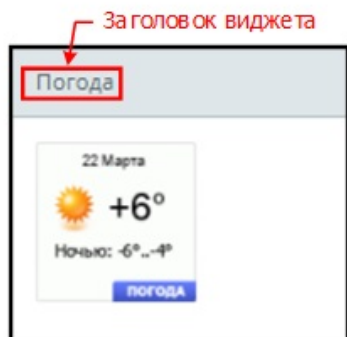 Заголовок виджета
Погода
22 Марта
+6°
Ночью: -6°..-4°
ПОГОДА